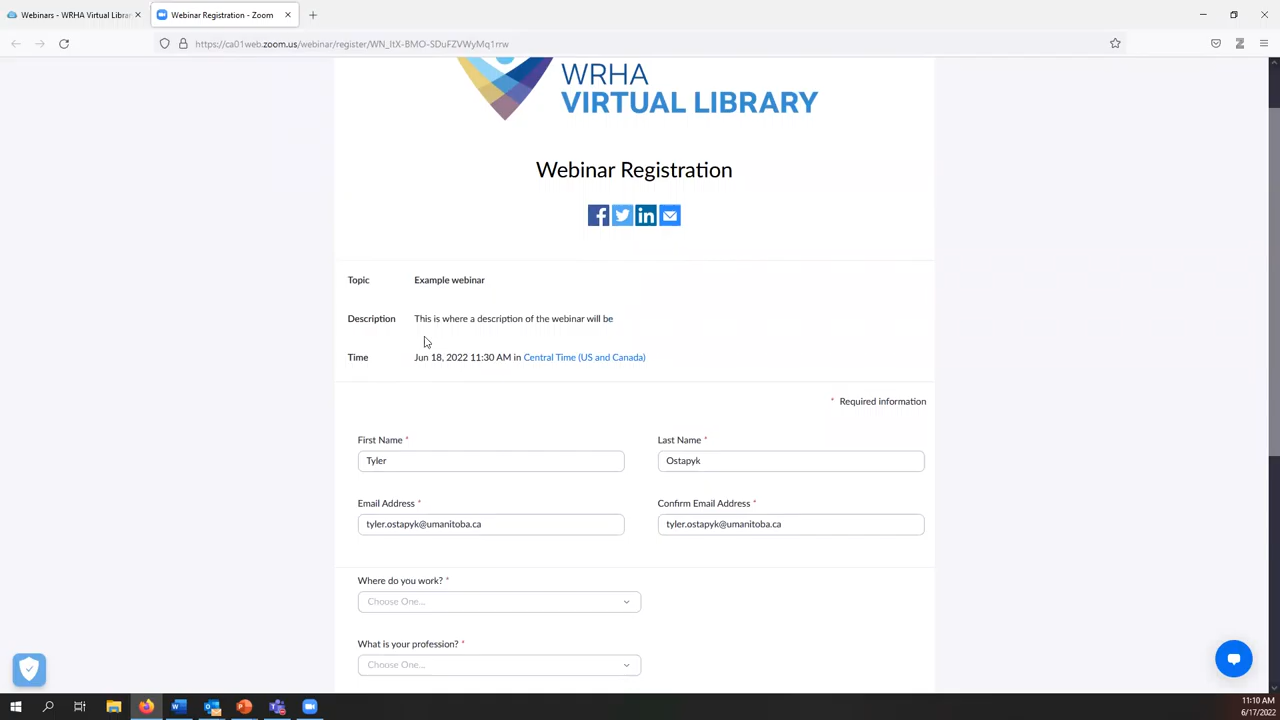 Webinars - WRHA Virtual Librar
Webinar Registration - Zoom
https://ca01web.zoom.us/webinar/register/WN_ItX-BMO-SDuFZVWyMq1rrw
WRHA
VIRTUAL LIBRARY
Webinar Registration
Topic Example webinar
Description This is where a description of the webinar will be
Time Jun 18, 2022 11:30 AM in Central Time (US and Canada)
* Required information
First Name * Last Name *
Tyler Ostapyk
Email Address * Confirm Email Address *
tyler.ostapyk@umanitoba.ca tyler.ostapyk@umanitoba.ca
Where do you work? *
Choose One...
What is your profession? *
Choose One...
11:10 AM
6/17/2022